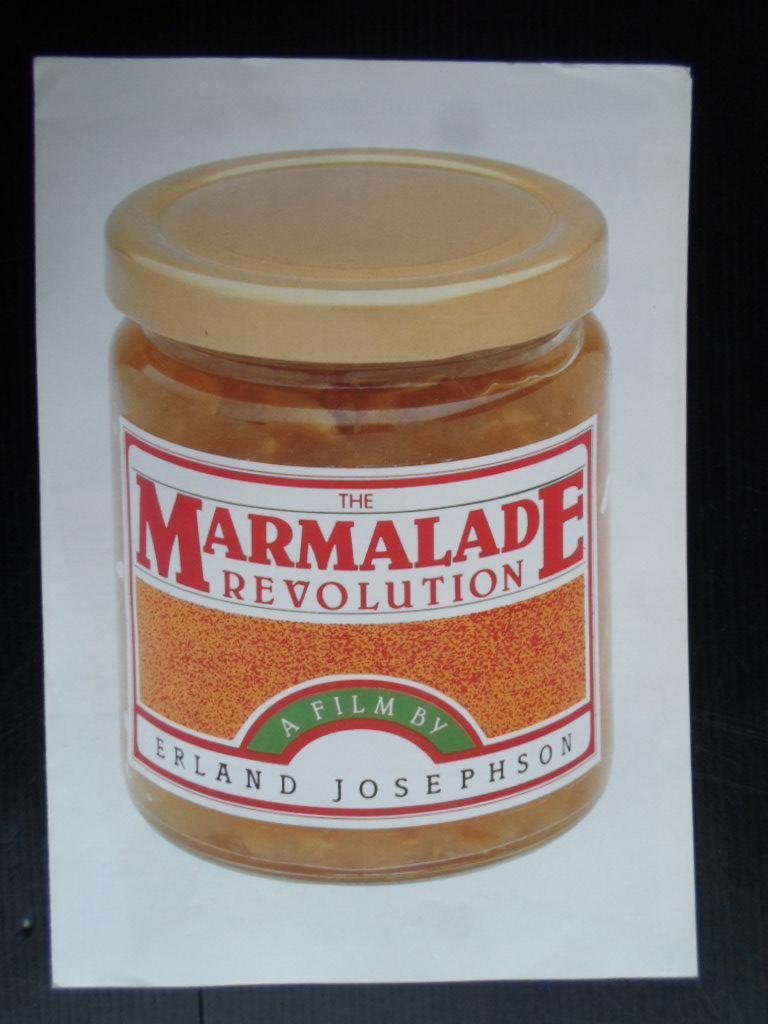 THE
MARMALADE
REVOLUTION
A FILM BY
ERLAND JOSEPHSON